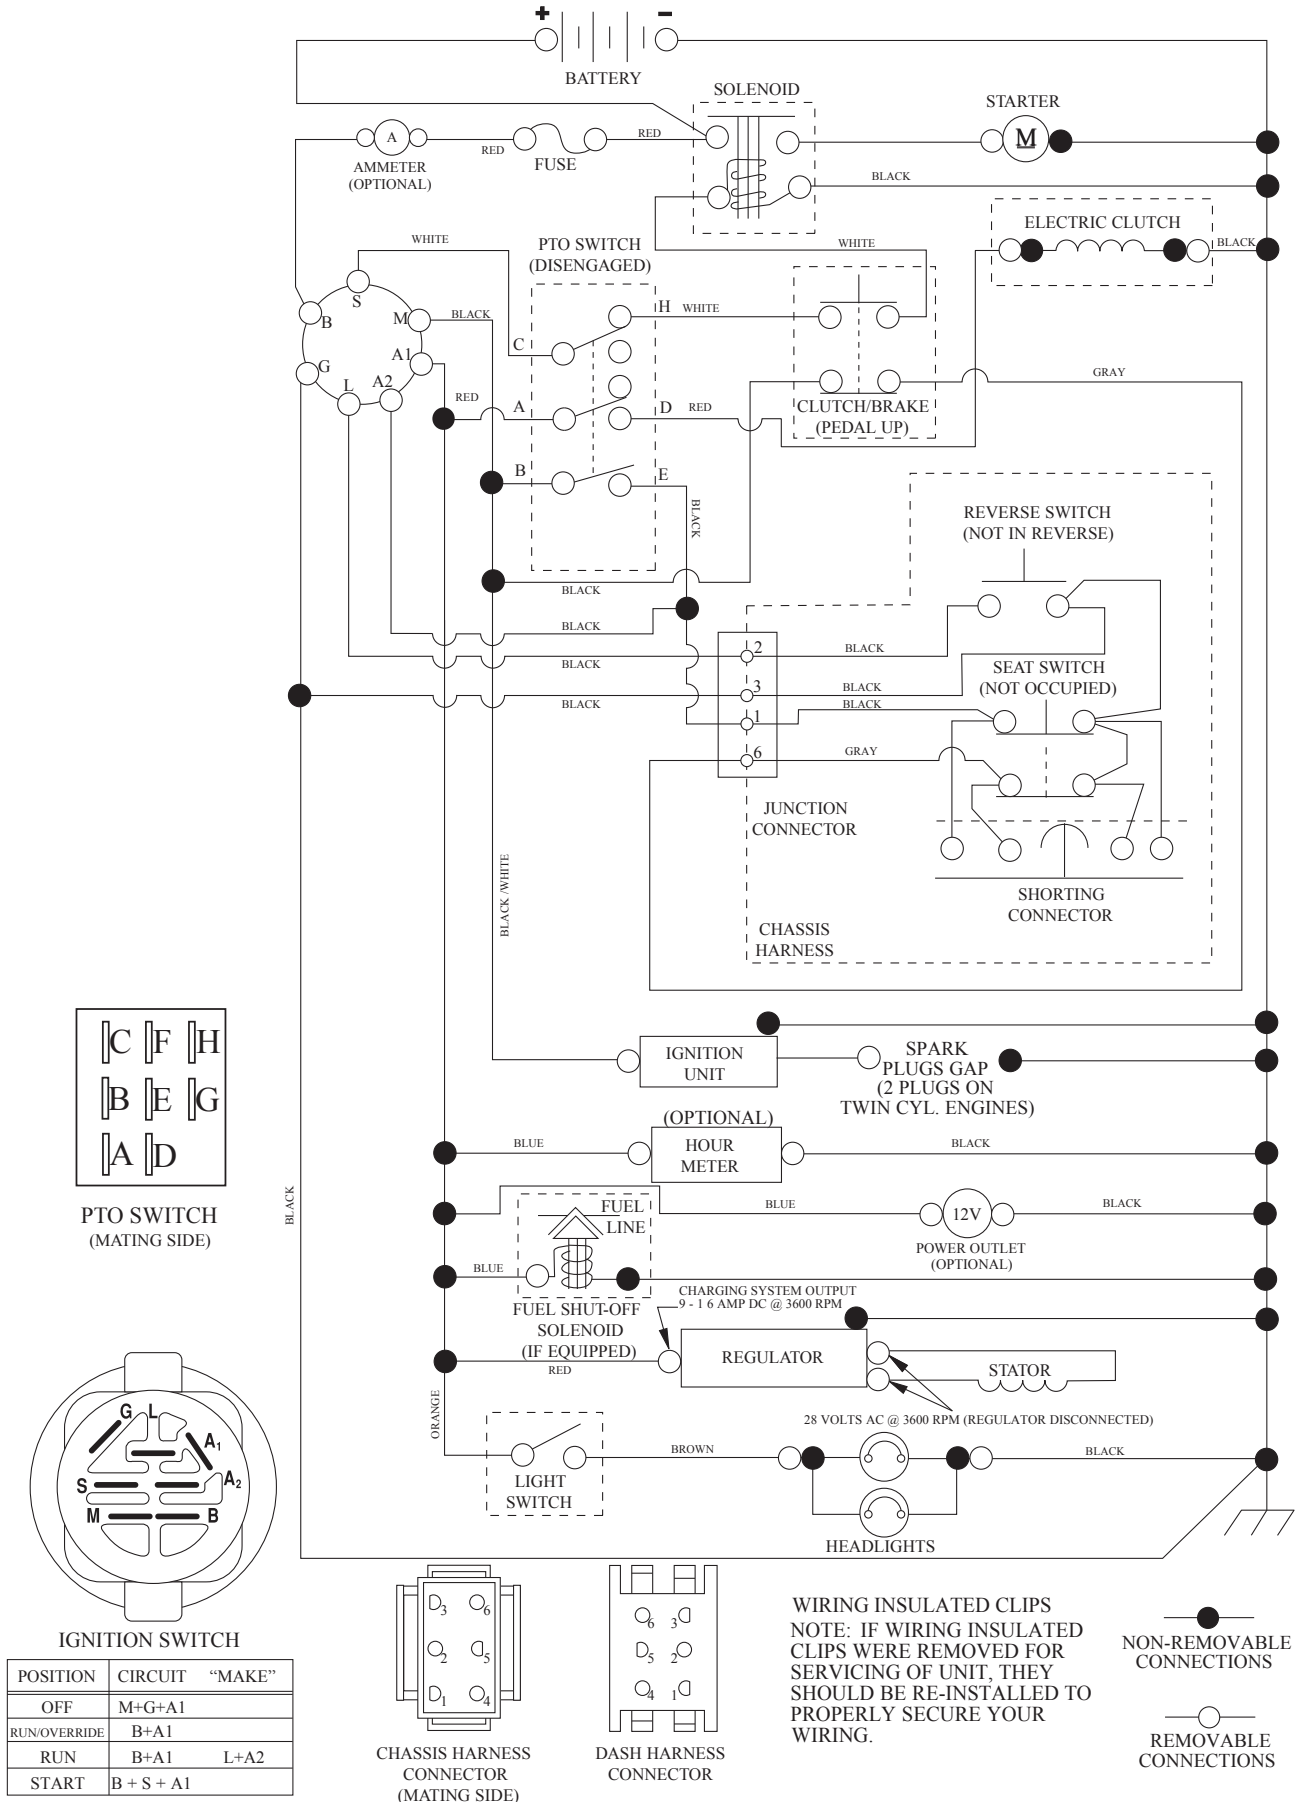 + −
BATTERY
SOLENOID
STARTER
M
A
AMMETER
(OPTIONAL)
RED
FUSE
RED
BLACK
ELECTRIC CLUTCH
BLACK
WHITE
PTO SWITCH
(DISENGAGED)
WHITE
S
B
M
BLACK
A1
G
L
A2
RED
C
H
WHITE
A
D
RED
B
E
BLACK
CLUTCH/BRAKE
(PEDAL UP)
GRAY
REVERSE SWITCH
(NOT IN REVERSE)
BLACK
BLACK
BLACK
BLACK
2
BLACK
3
BLACK
1
BLACK
6
GRAY
SEAT SWITCH
(NOT OCCUPIED)
JUNCTION
CONNECTOR
SHORTING
CONNECTOR
CHASSIS
HARNESS
BLACK /WHITE
BLACK
C F H
B E G
A D
PTO SWITCH
(MATING SIDE)
IGNITION
UNIT
SPARK
PLUGS GAP
(2 PLUGS ON
TWIN CYL. ENGINES)
(OPTIONAL)
HOUR
METER
BLUE
BLACK
FUEL
LINE
BLUE
12V
BLACK
POWER OUTLET
(OPTIONAL)
BLUE
FUEL SHUT-OFF
SOLENOID
(IF EQUIPPED)
CHARGING SYSTEM OUTPUT
9 - 1 6 AMP DC @ 3600 RPM
RED
REGULATOR
STATOR
28 VOLTS AC @ 3600 RPM (REGULATOR DISCONNECTED)
ORANGE
LIGHT
SWITCH
BROWN
BLACK
HEADLIGHTS
G L
A1
S
A2
M B
IGNITION SWITCH
POSITION CIRCUIT “MAKE”
OFF M+G+A1
RUN/OVERRIDE B+A1
RUN B+A1 L+A2
START B + S + A1
3 6
2 5
1 4
CHASSIS HARNESS
CONNECTOR
(MATING SIDE)
6 3
5 2
4 1
DASH HARNESS
CONNECTOR
WIRING INSULATED CLIPS
NOTE: IF WIRING INSULATED
CLIPS WERE REMOVED FOR
SERVICING OF UNIT, THEY
SHOULD BE RE-INSTALLED TO
PROPERLY SECURE YOUR
WIRING.
NON-REMOVABLE
CONNECTIONS
REMOVABLE
CONNECTIONS